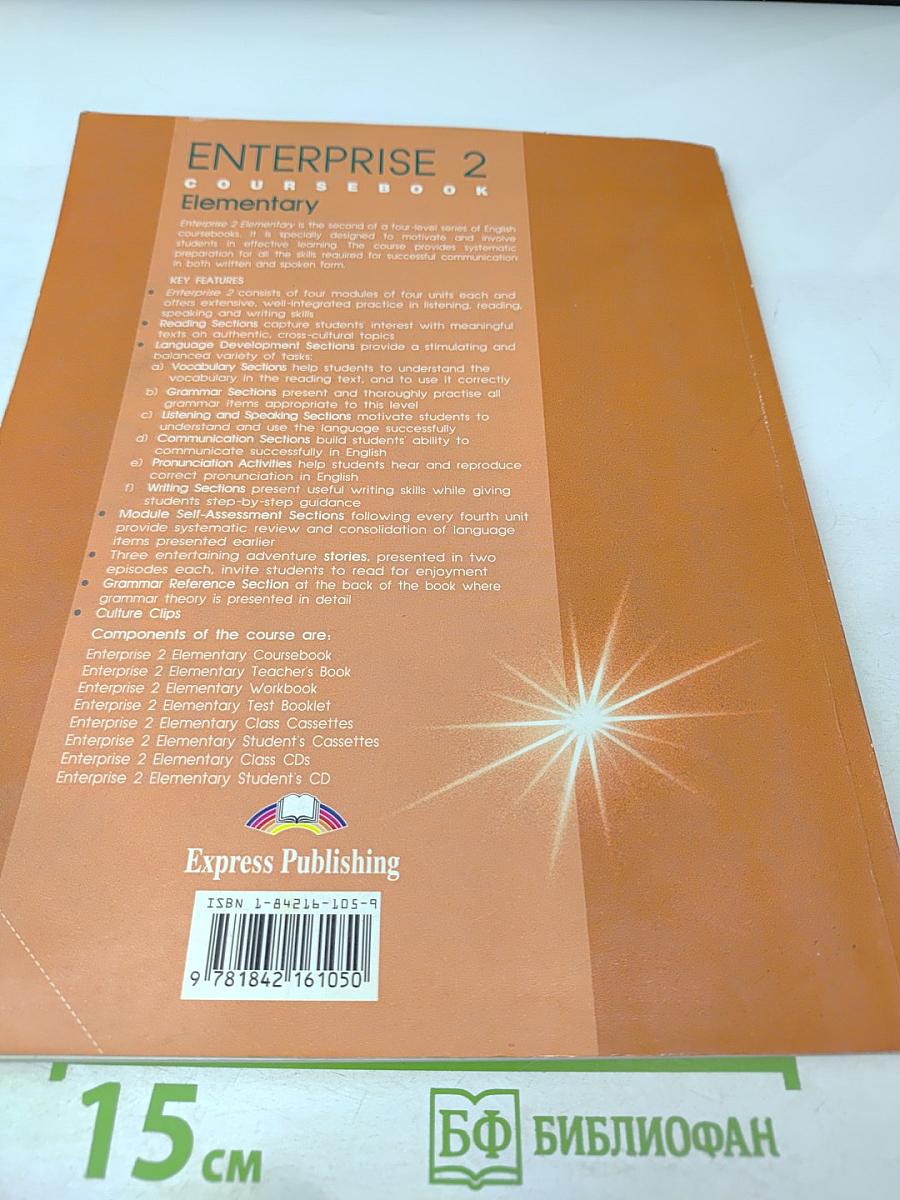 ENTERPRISE 2
COURSEBOOK
Elementary
Enterprise 2 Elementary is the second of a four-level series of English
coursebooks. It is specially designed to motivate and involve
students in effective learning. The course provides systematic
preparation for all the skills required for successful communication
in both written and spoken form.
KEY FEATURES
• Enterprise 2 consists of four modules of four units each and
offers extensive, well-integrated practice in listening, reading,
speaking and writing skills
• Reading Sections capture students' interest with meaningful
texts on authentic, cross-cultural topics
• Language Development Sections provide a stimulating and
balanced variety of tasks:
a) Vocabulary Sections help students to understand the
vocabulary in the reading text, and to use it correctly
b) Grammar Sections present and thoroughly practise all
grammar items appropriate to this level
c) Listening and Speaking Sections motivate students to
understand and use the language successfully
d) Communication Sections build students' ability to
communicate successfully in English
e) Pronunciation Activities help students hear and reproduce
correct pronunciation in English
f) Writing Sections present useful writing skills while giving
students step-by-step guidance
• Module Self-Assessment Sections following every fourth unit
provide systematic review and consolidation of language
items presented earlier
• Three entertaining adventure stories, presented in two
episodes each, invite students to read for enjoyment
• Grammar Reference Section at the back of the book where
grammar theory is presented in detail
• Culture Clips
Components of the course are:
Enterprise 2 Elementary Coursebook
Enterprise 2 Elementary Teacher's Book
Enterprise 2 Elementary Workbook
Enterprise 2 Elementary Test Booklet
Enterprise 2 Elementary Class Cassettes
Enterprise 2 Elementary Student's Cassettes
Enterprise 2 Elementary Class CDs
Enterprise 2 Elementary Student's CD
Express Publishing
ISBN 1-84216-105-9
9 781842 161050
15 см
БФ БИБЛИОФАН